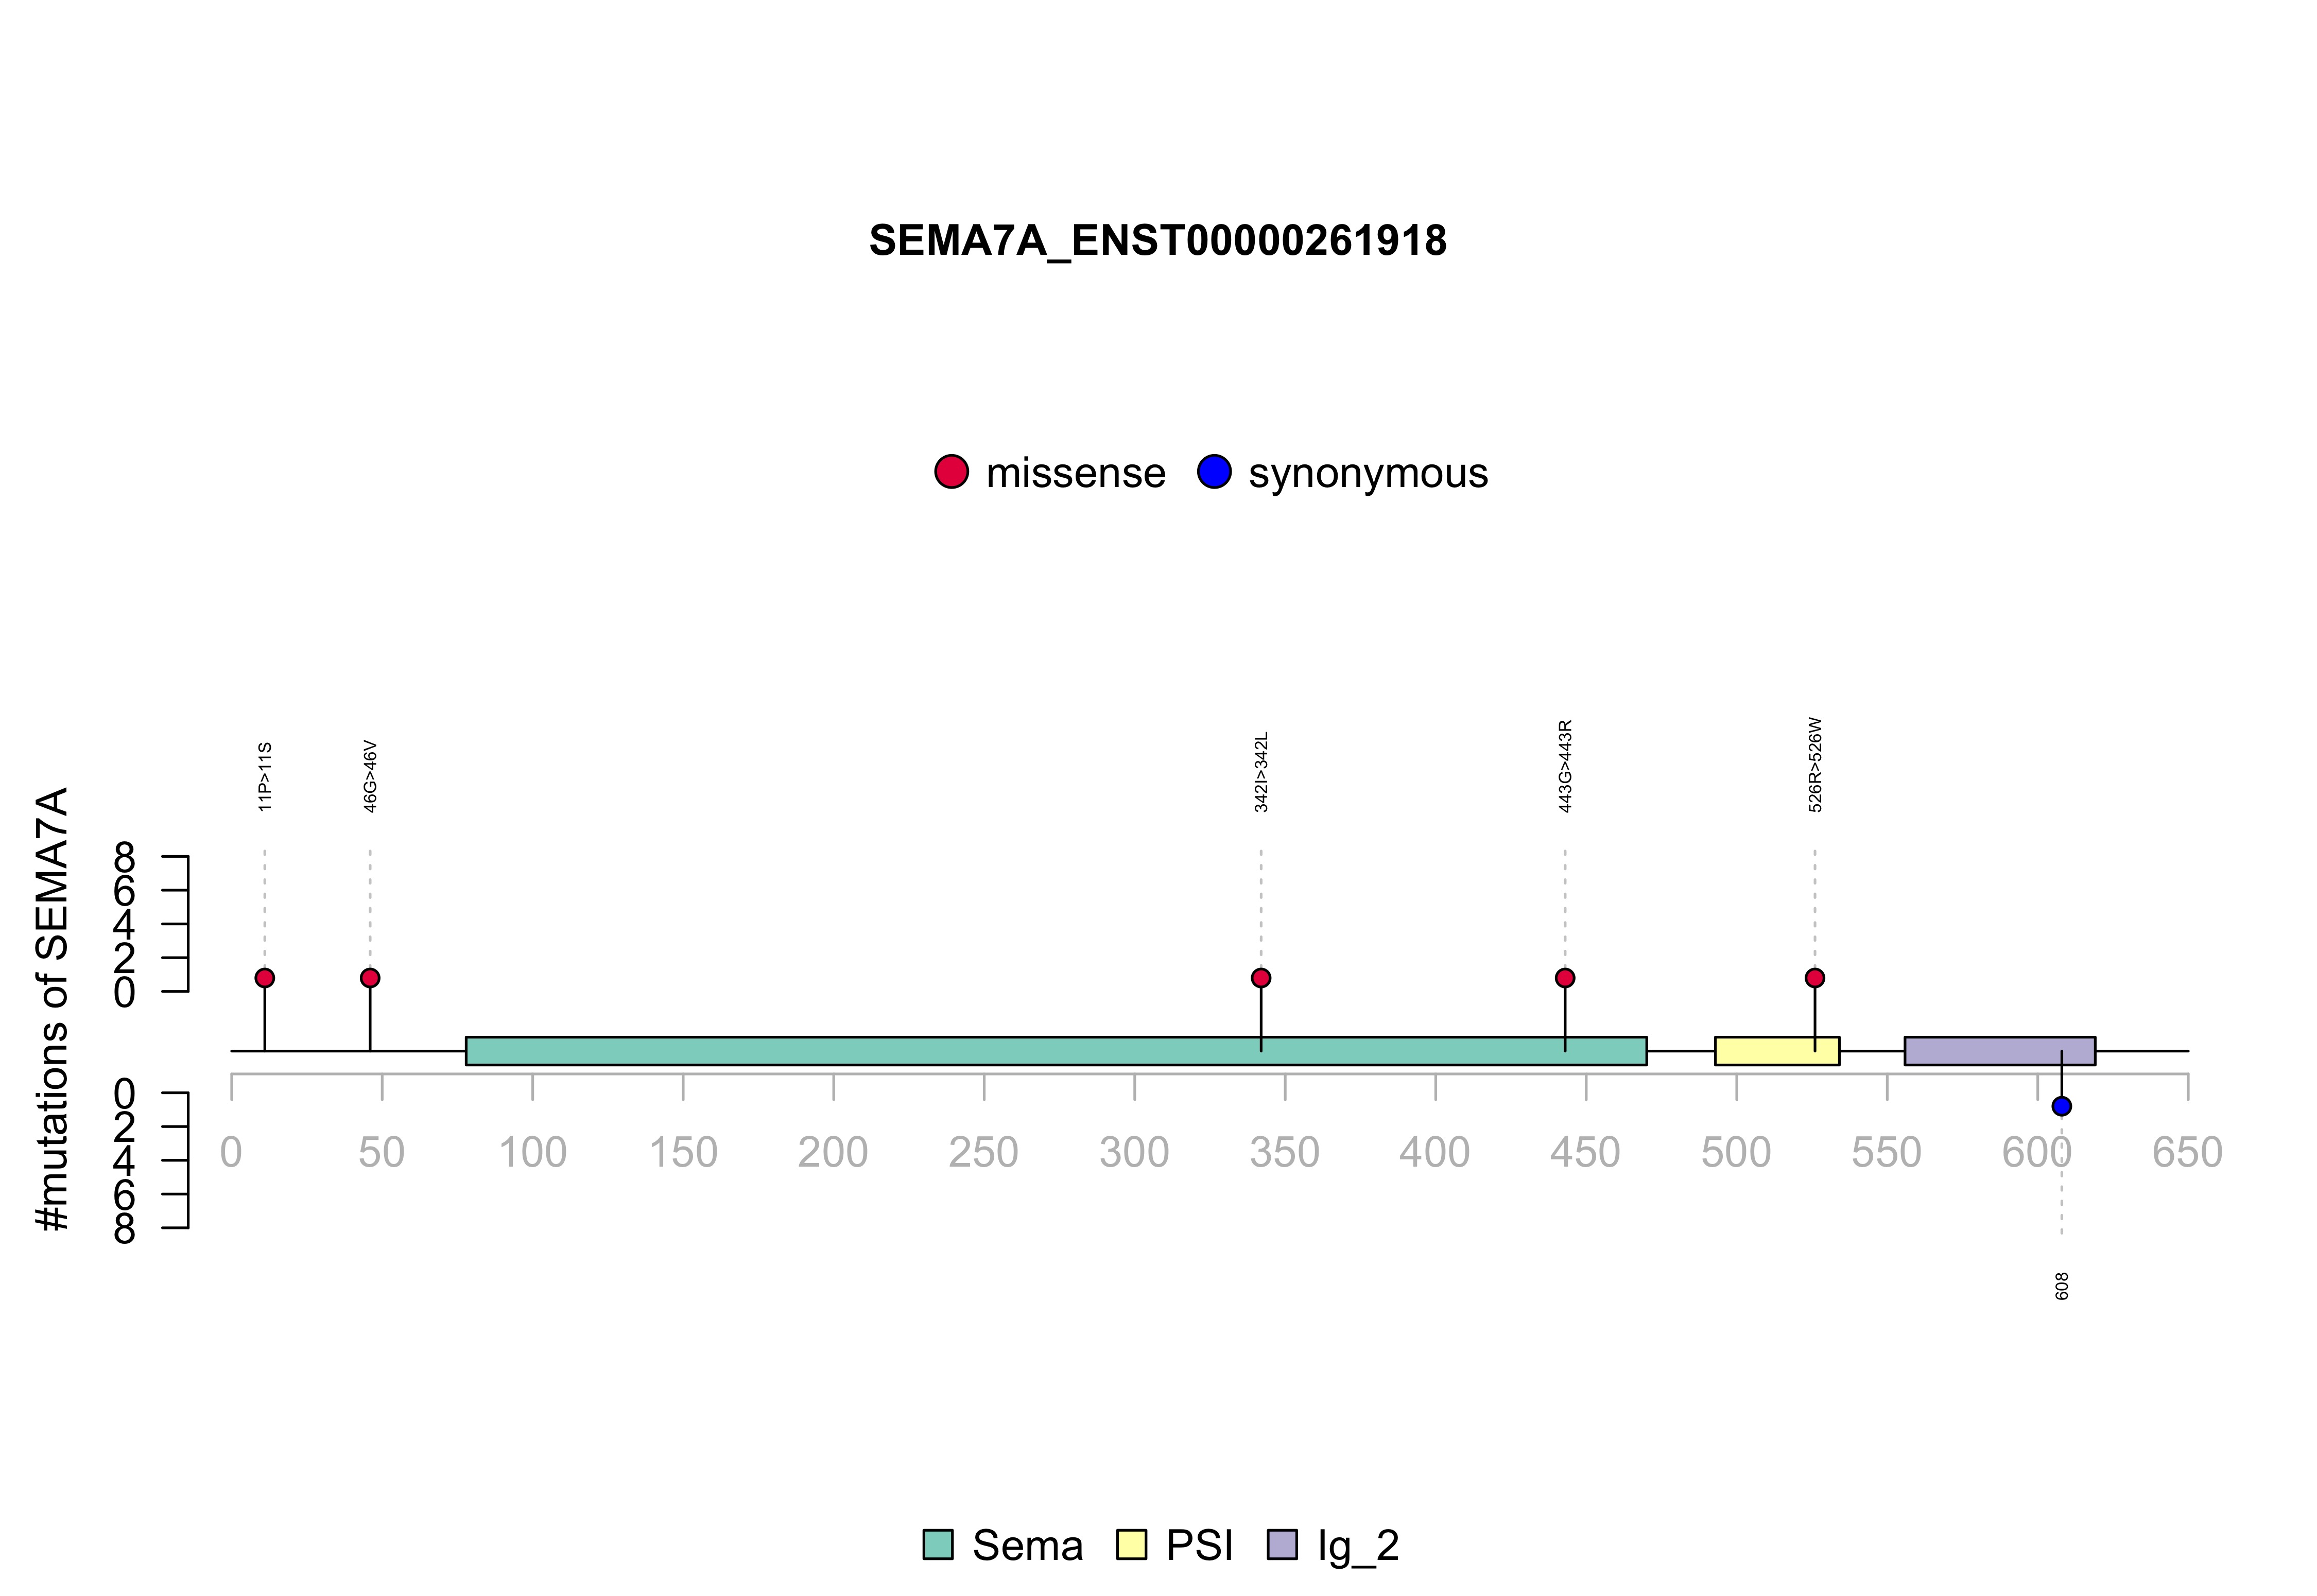 SEMA7A_ENST00000261918
missense synonymous
11P>11S
46G>46V
342I>342L
443G>443R
526R>526W
#mutations of SEMA7A
8
6
4
2
0
0
2
4
6
8
0 50 100 150 200 250 300 350 400 450 500 550 600 650
608
Sema PSI Ig_2